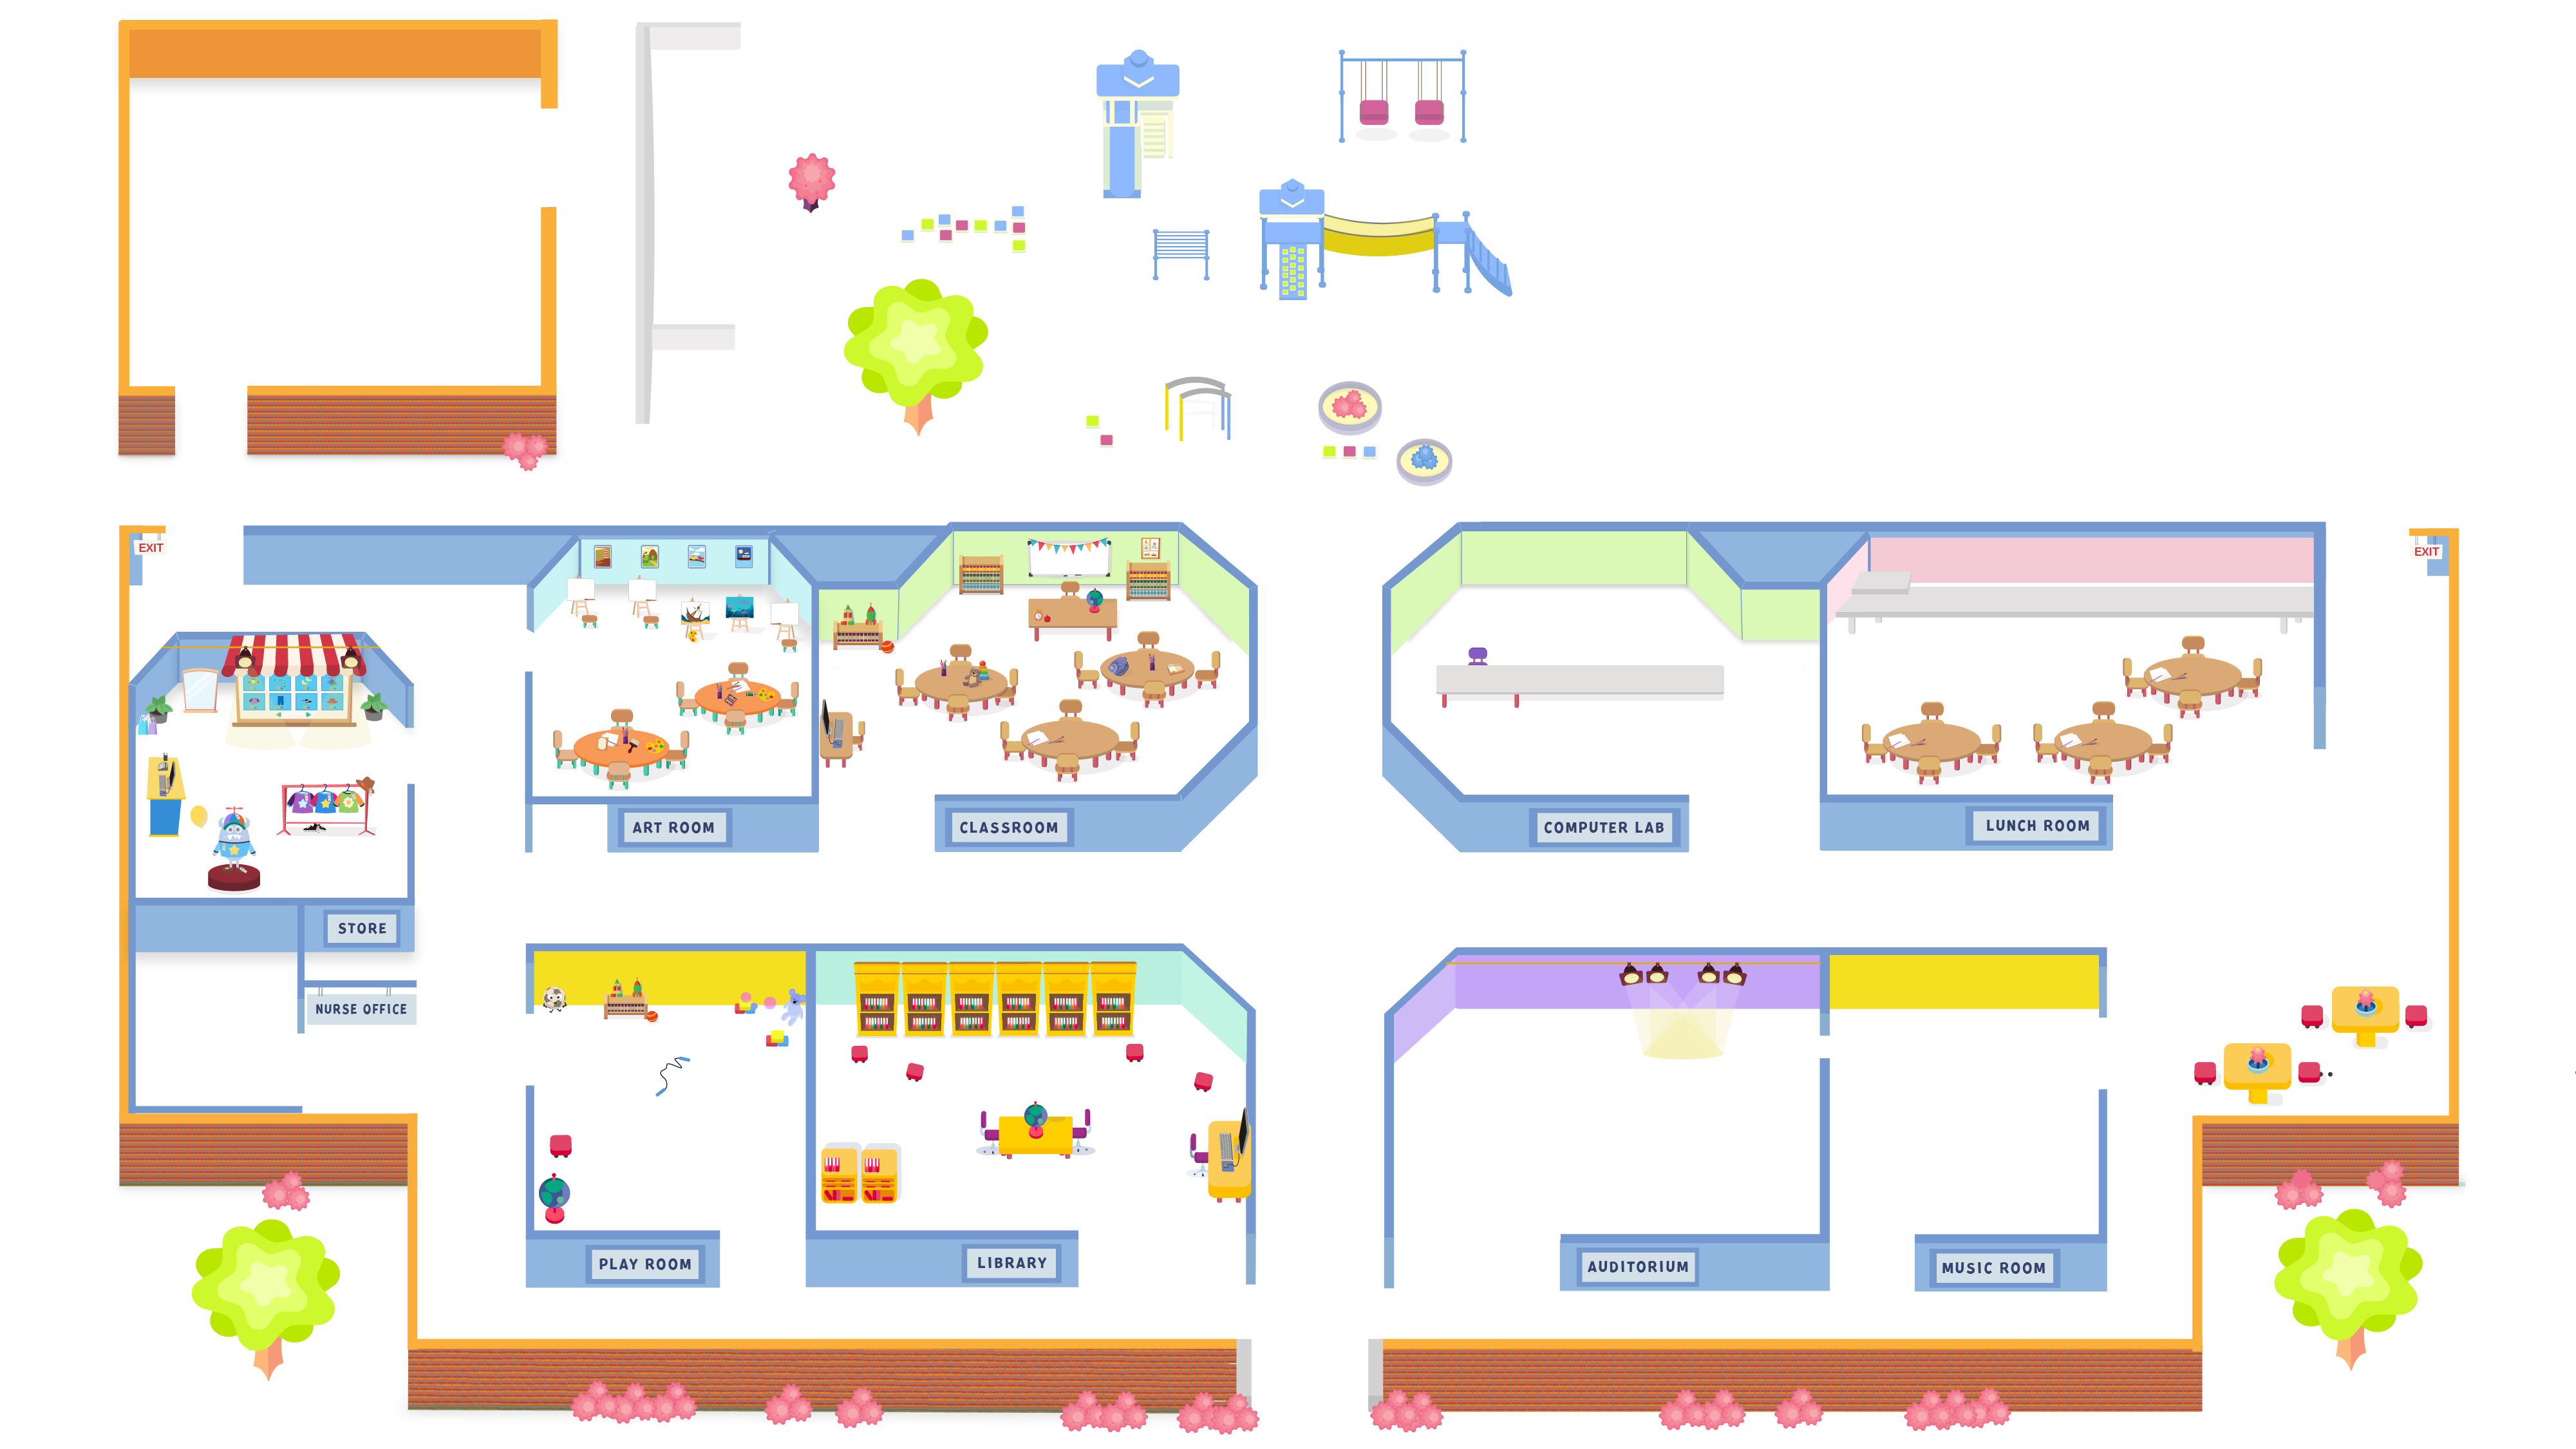 EXIT
EXIT
ART ROOM
CLASSROOM
COMPUTER LAB
LUNCH ROOM
STORE
NURSE OFFICE
PLAY ROOM
LIBRARY
AUDITORIUM
MUSIC ROOM